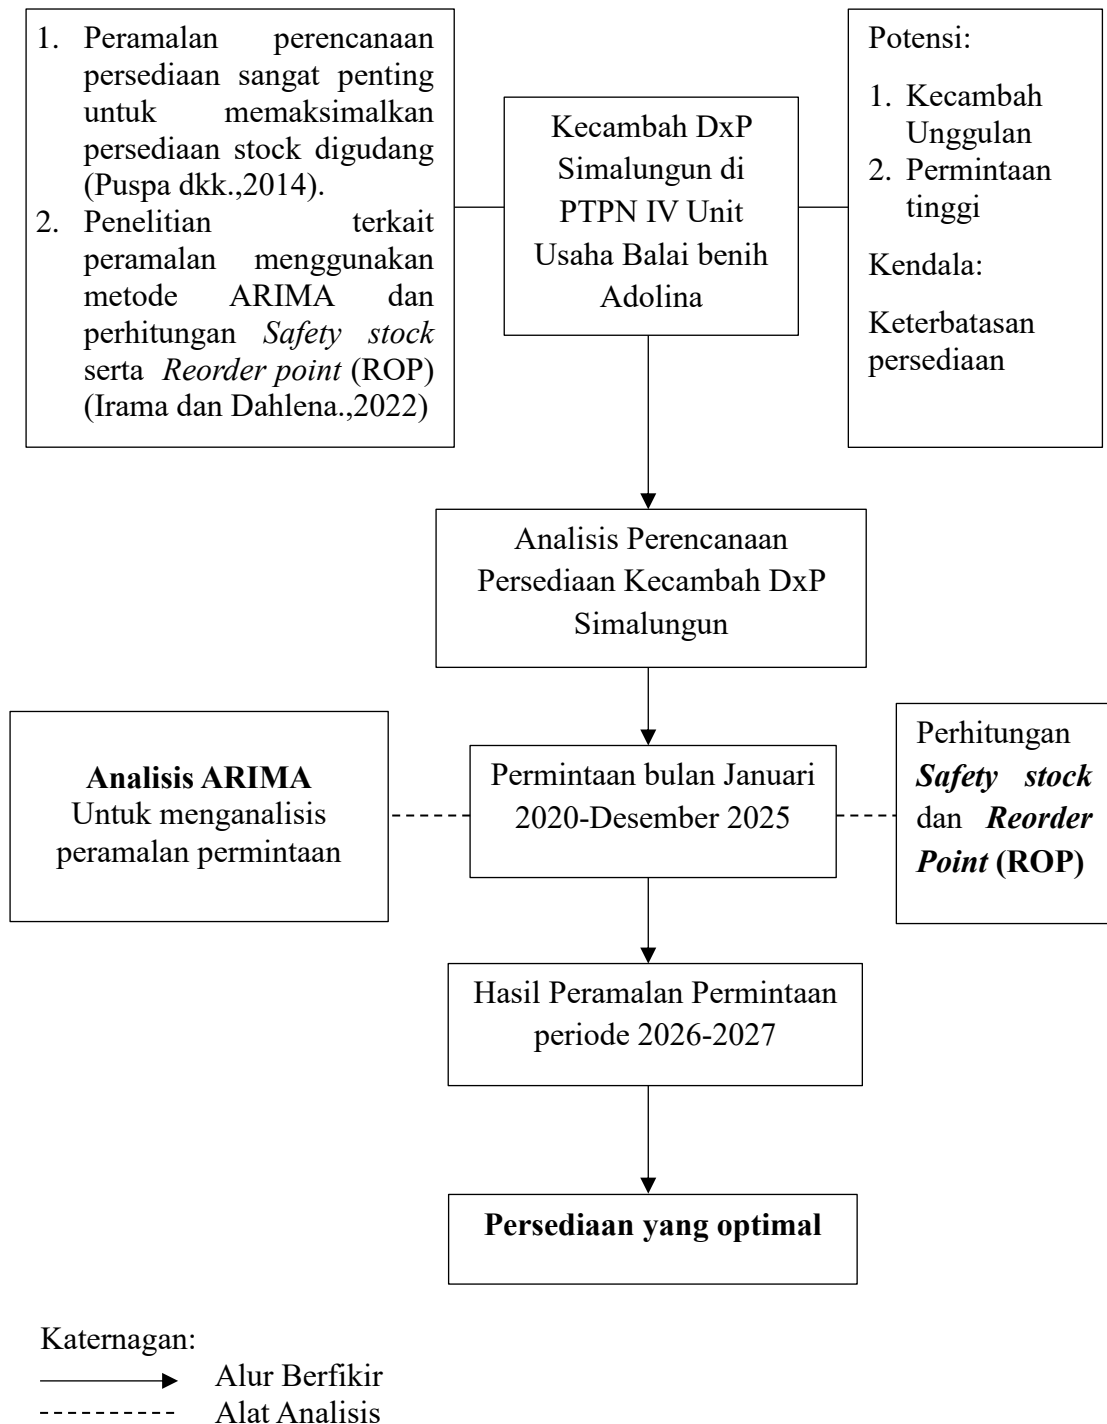 1. Peramalan perencanaan
persediaan sangat penting
untuk memaksimalkan
persediaan stock digudang
(Puspa dkk.,2014).
2. Penelitian terkait
peramalan menggunakan
metode ARIMA dan
perhitungan Safety stock
serta Reorder point (ROP)
(Irama dan Dahlena.,2022)
Kecambah DxP
Simalungun di
PTPN IV Unit
Usaha Balai benih
Adolina
Potensi:
1. Kecambah
Unggulan
2. Permintaan
tinggi
Kendala:
Keterbatasan
persediaan
Analisis Perencanaan
Persediaan Kecambah DxP
Simalungun
Analisis ARIMA
Untuk menganalisis
peramalan permintaan
Permintaan bulan Januari
2020-Desember 2025
Perhitungan
Safety stock
dan Reorder
Point (ROP)
Hasil Peramalan Permintaan
periode 2026-2027
Persediaan yang optimal
Katernagan:
Alur Berfikir
Alat Analisis